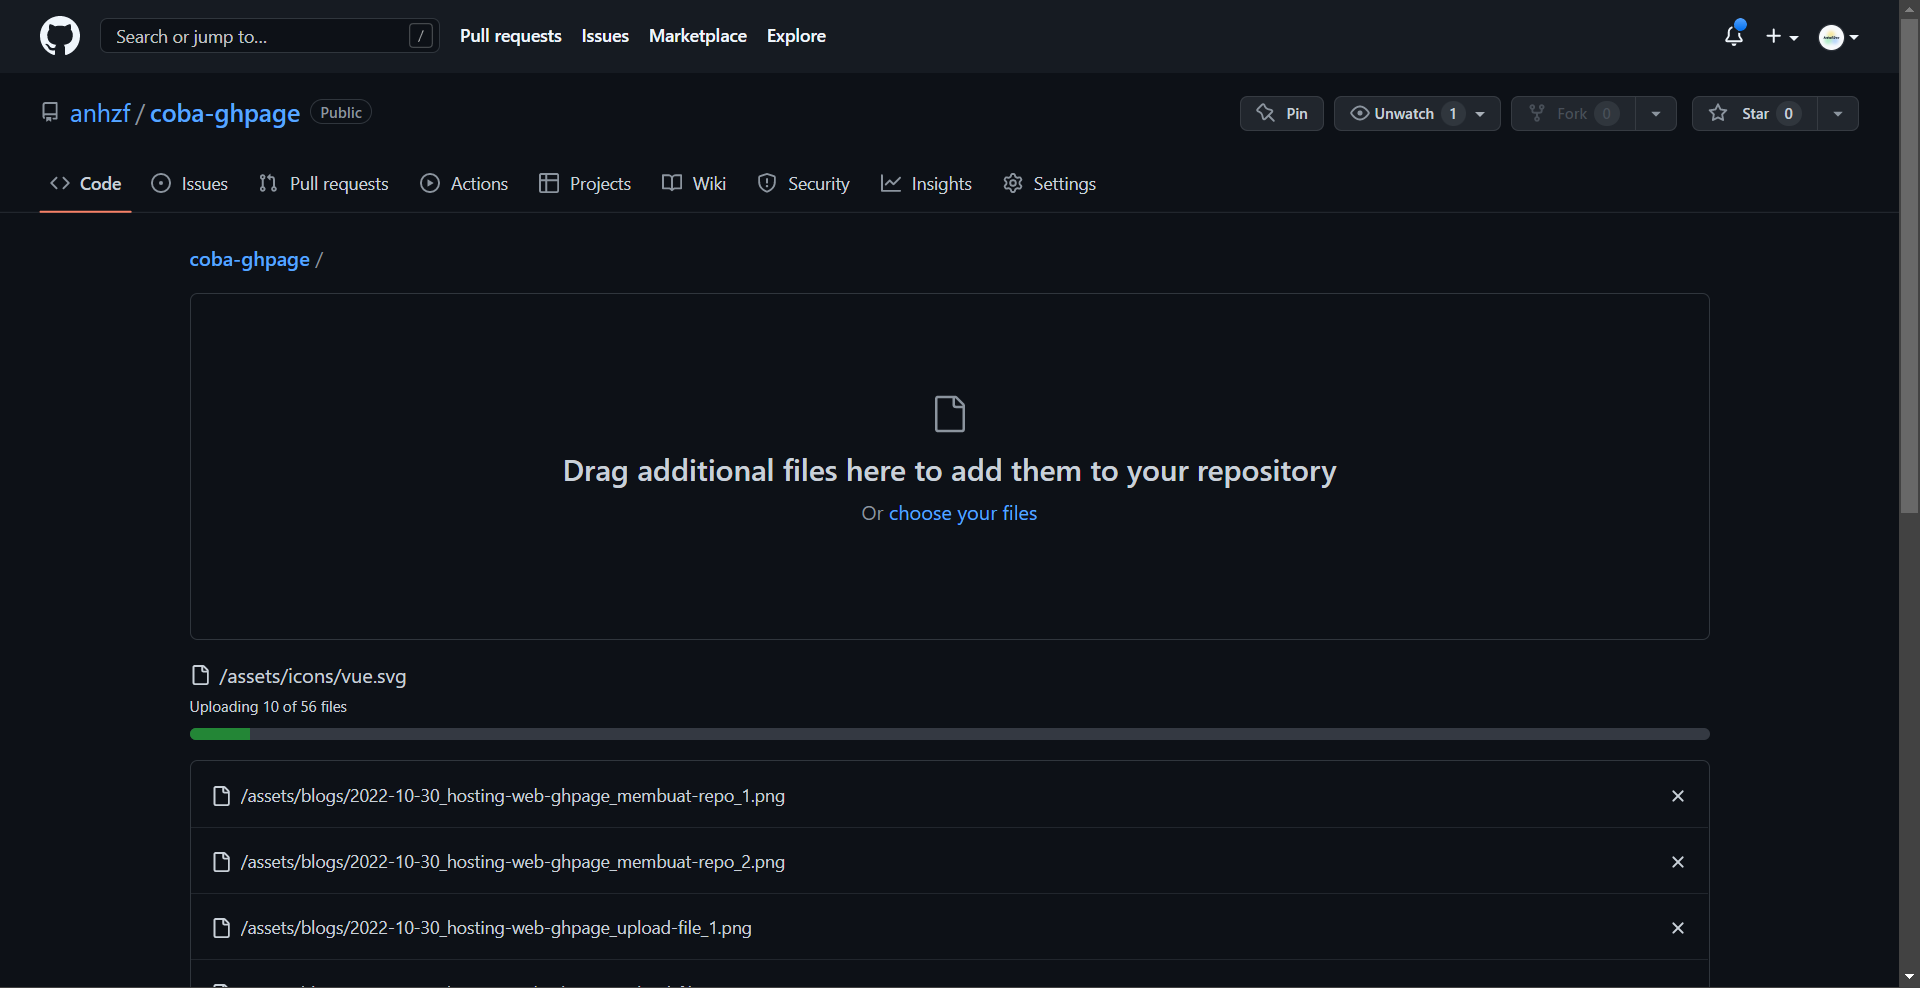 Search or jump to... /
Pull requests Issues Marketplace Explore
anhzf / coba-ghpage Public
Pin Unwatch 1 Fork 0 Star 0
Code Issues Pull requests Actions Projects Wiki Security Insights Settings
coba-ghpage /
Drag additional files here to add them to your repository
Or choose your files
/assets/icons/vue.svg
Uploading 10 of 56 files
/assets/blogs/2022-10-30_hosting-web-ghpage_membuat-repo_1.png
/assets/blogs/2022-10-30_hosting-web-ghpage_membuat-repo_2.png
/assets/blogs/2022-10-30_hosting-web-ghpage_upload-file_1.png